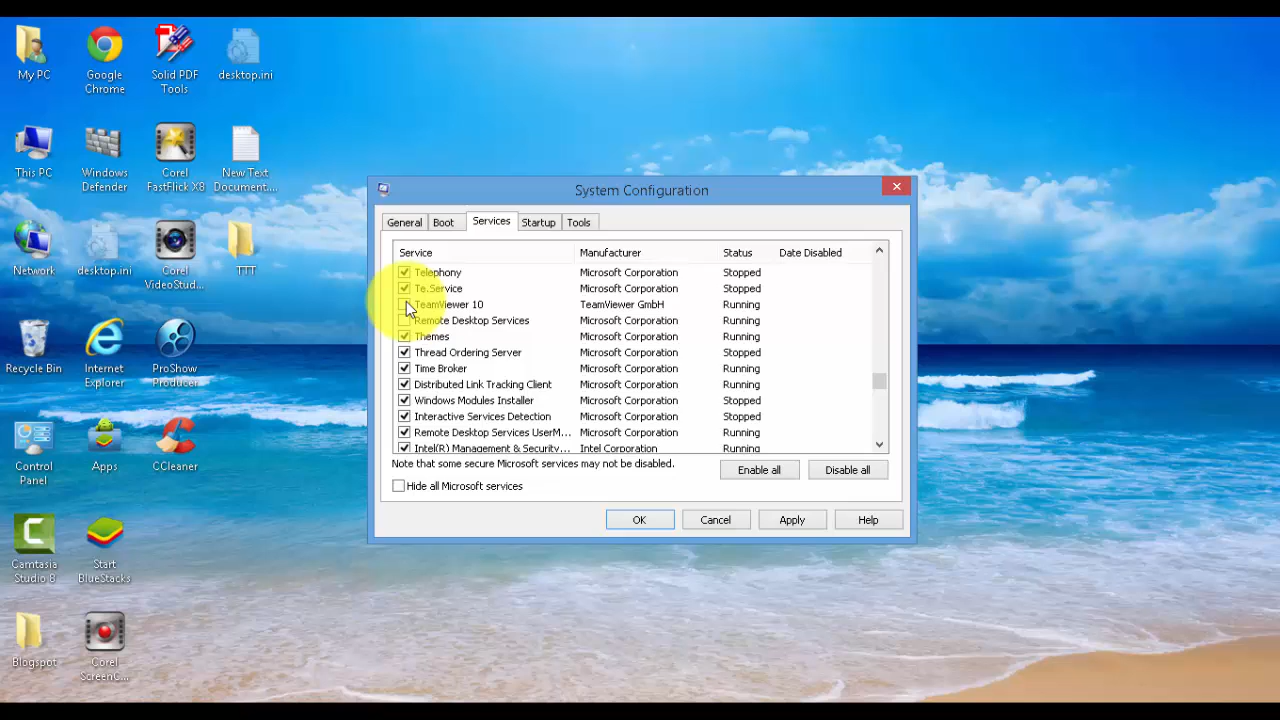 My PC
Google
Chrome
Solid PDF
Tools
desktop.ini
This PC
Windows
Defender
Corel
FastFlick X8
New Text
Document...
Network
desktop.ini
Corel
VideoStud...
TTT
Recycle Bin
Internet
Explorer
ProShow
Producer
Control
Panel
Apps
CCleaner
Camtasia
Studio 8
Start
BlueStacks
Blogspot
Corel
ScreenC...
System Configuration
General Boot Services Startup Tools
Service Manufacturer Status Date Disabled
Telephony Microsoft Corporation Stopped
Te.Service Microsoft Corporation Stopped
TeamViewer 10 TeamViewer GmbH Running
Remote Desktop Services Microsoft Corporation Running
Themes Microsoft Corporation Running
Thread Ordering Server Microsoft Corporation Stopped
Time Broker Microsoft Corporation Running
Distributed Link Tracking Client Microsoft Corporation Running
Windows Modules Installer Microsoft Corporation Stopped
Interactive Services Detection Microsoft Corporation Stopped
Remote Desktop Services UserM... Microsoft Corporation Running
Intel(R) Management & Security... Intel Corporation Running
Note that some secure Microsoft services may not be disabled.
Enable all Disable all
Hide all Microsoft services
OK Cancel Apply Help